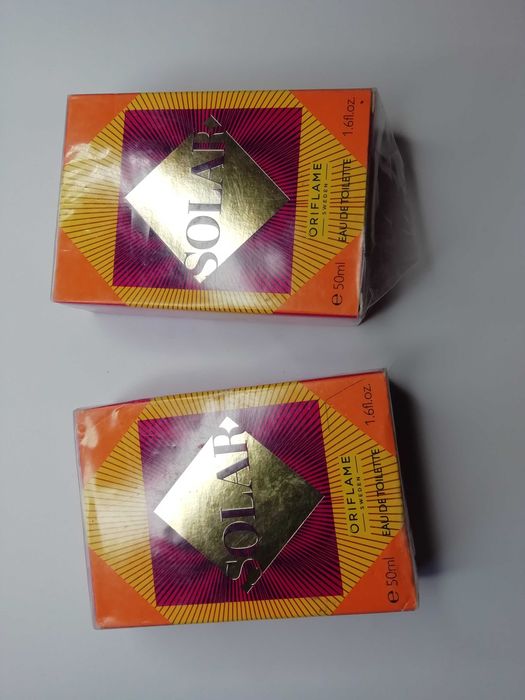 SOLAR
ORIFLAME
SWEDEN
EAU DE TOILETTE
e 50ml 1.6fl.oz.
SOLAR
ORIFLAME
SWEDEN
EAU DE TOILETTE
e 50ml 1.6fl.oz.